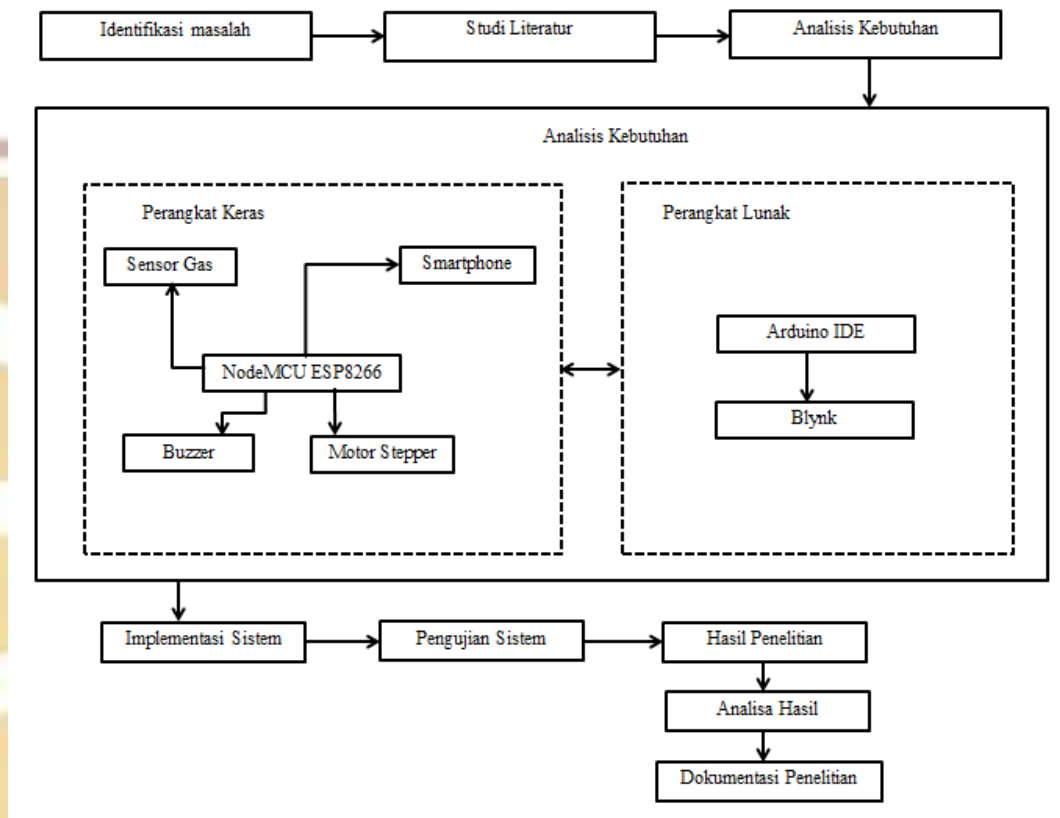 Identifikasi masalah
Studi Literatur
Analisis Kebutuhan
Analisis Kebutuhan
Perangkat Keras
Perangkat Lunak
Sensor Gas
Smartphone
Arduino IDE
NodeMCU ESP8266
Blynk
Buzzer
Motor Stepper
Implementasi Sistem
Pengujian Sistem
Hasil Penelitian
Analisa Hasil
Dokumentasi Penelitian